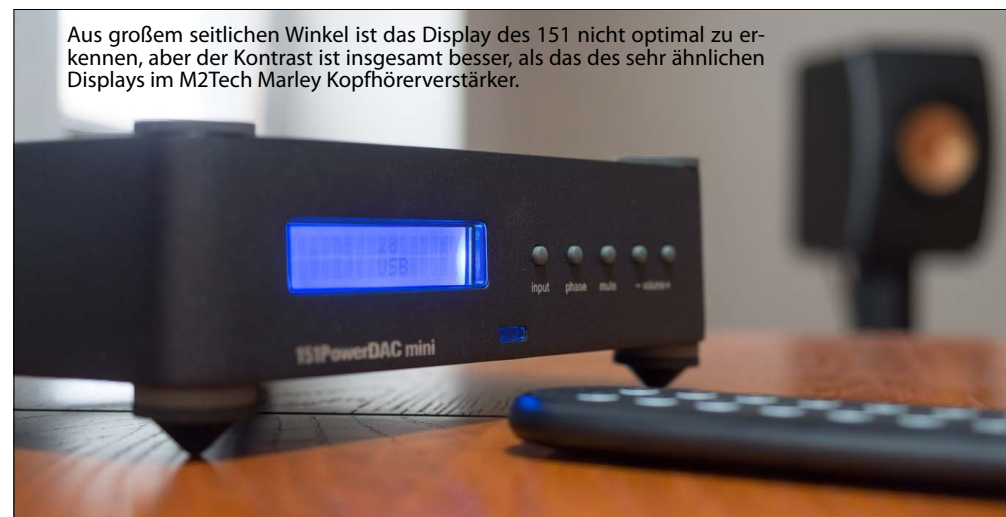 Aus großem seitlichen Winkel ist das Display des 151 nicht optimal zu er-
kennen, aber der Kontrast ist insgesamt besser, als das des sehr ähnlichen
Displays im M2Tech Marley Kopfhörerverstärker.
28
USB
input phase mute - volume +
151PowerDAC mini